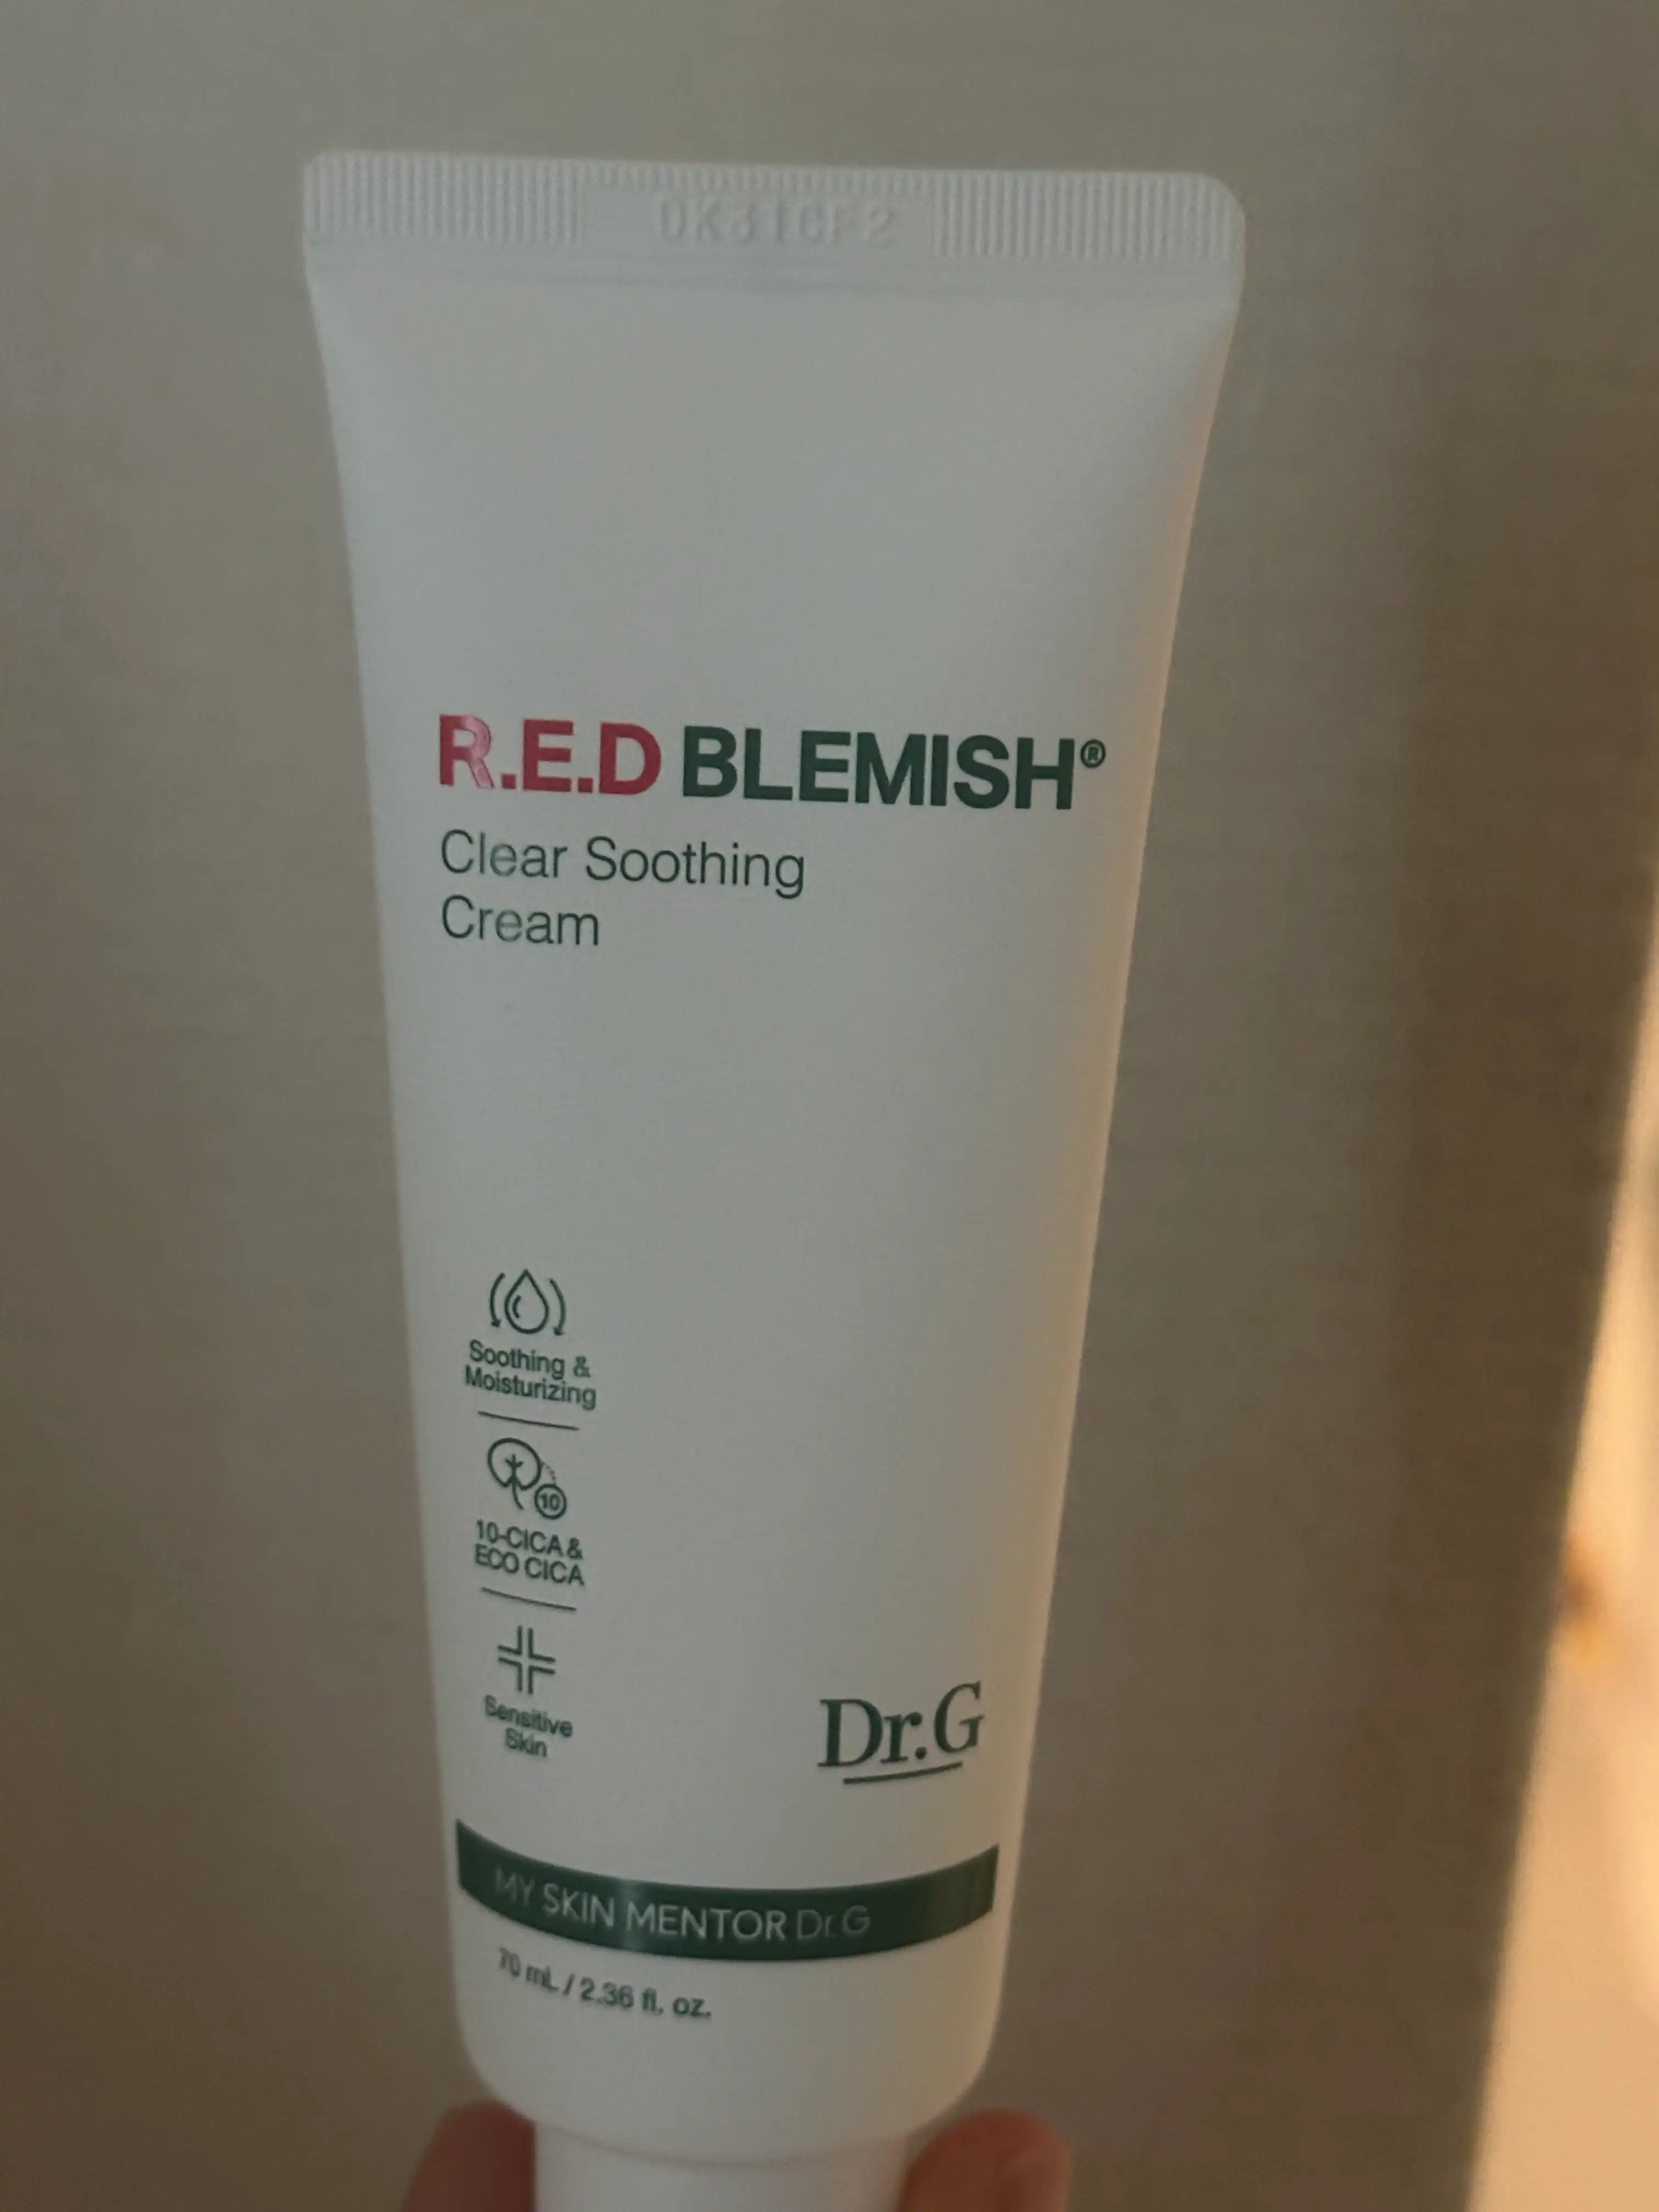 DK31CF2
R.E.D BLEMISH®
Clear Soothing
Cream
Soothing &
Moisturizing
10
10-CICA &
ECO CICA
Sensitive
Skin
Dr.G
MY SKIN MENTOR Dr.G
70 mL / 2.36 fl. oz.